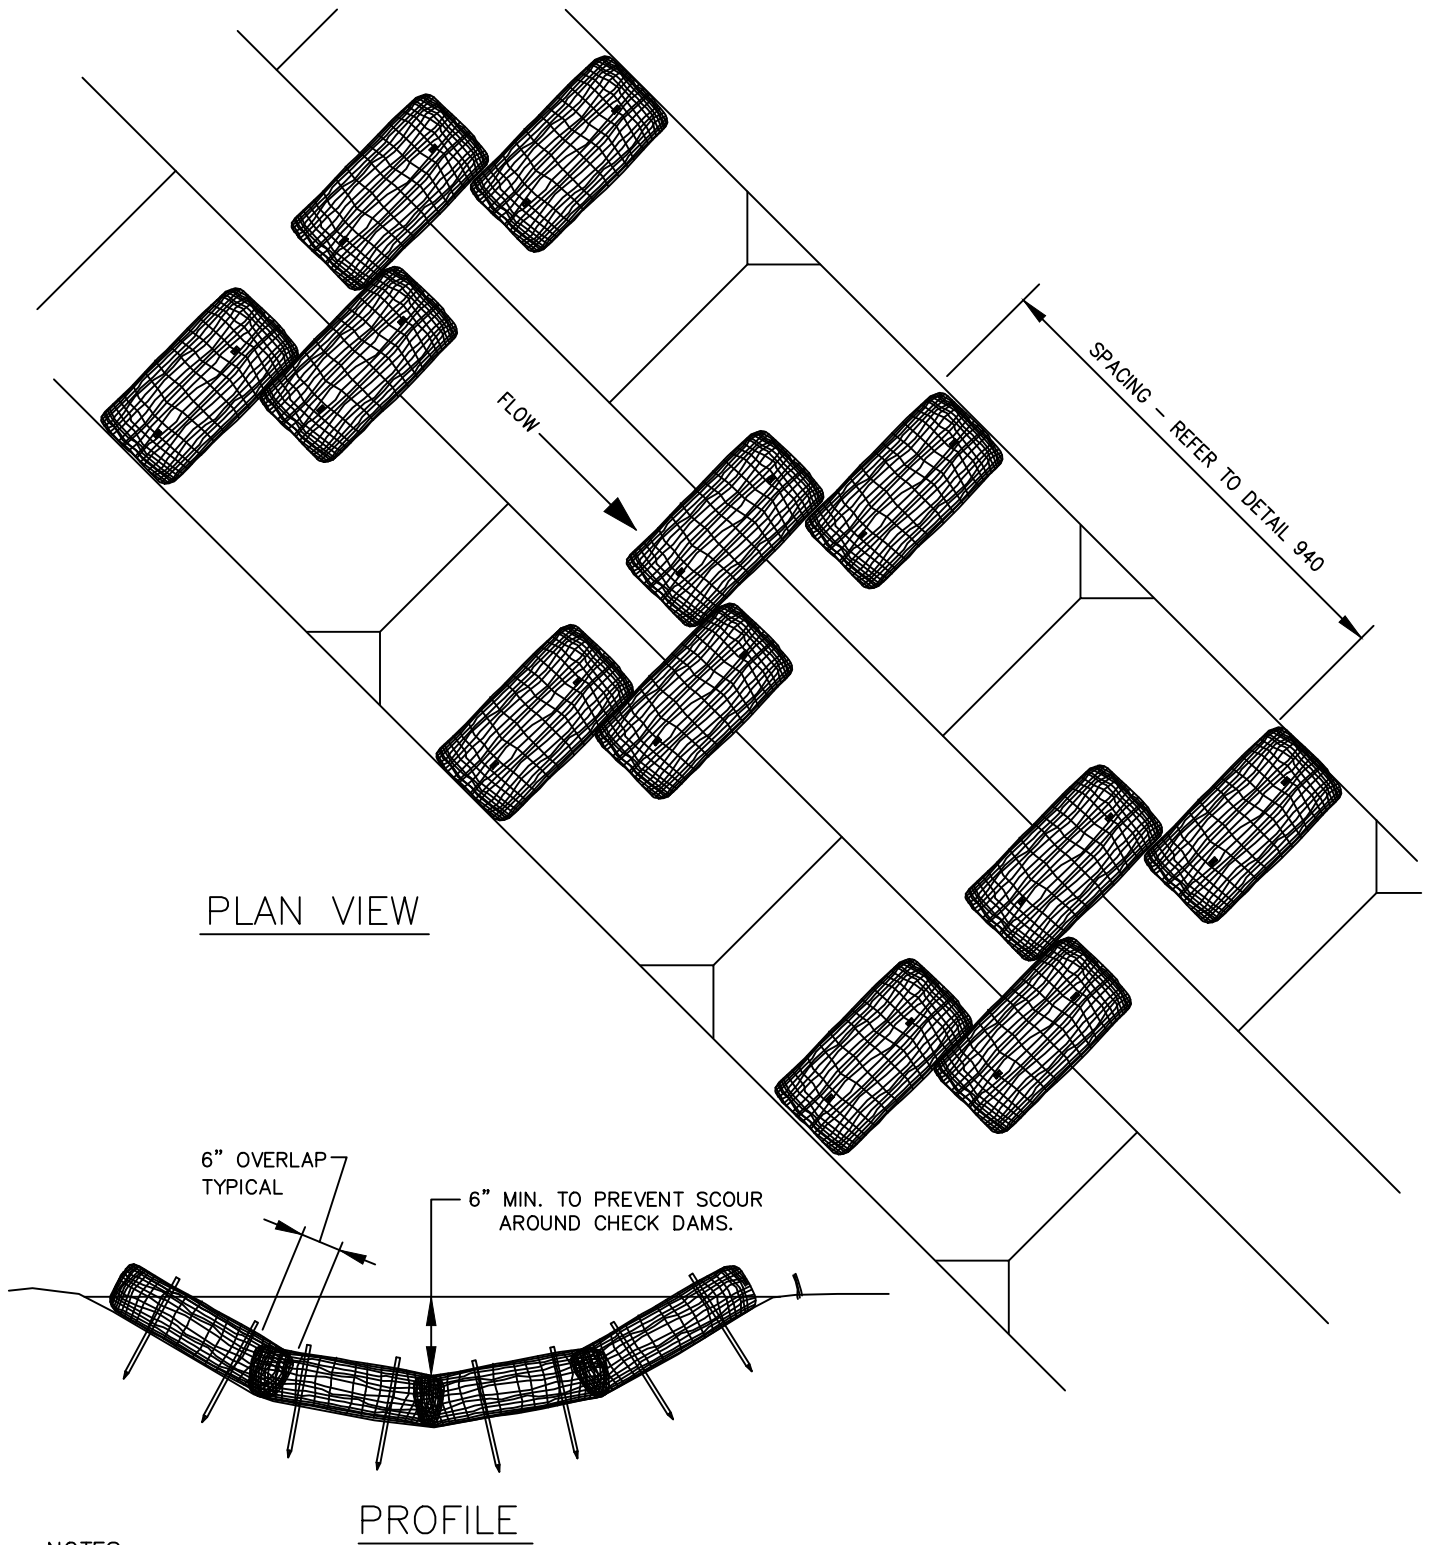 FLOW
SPACING - REFER TO DETAIL 940
PLAN VIEW
6" OVERLAP
TYPICAL
6" MIN. TO PREVENT SCOUR
AROUND CHECK DAMS.
PROFILE
NOTES